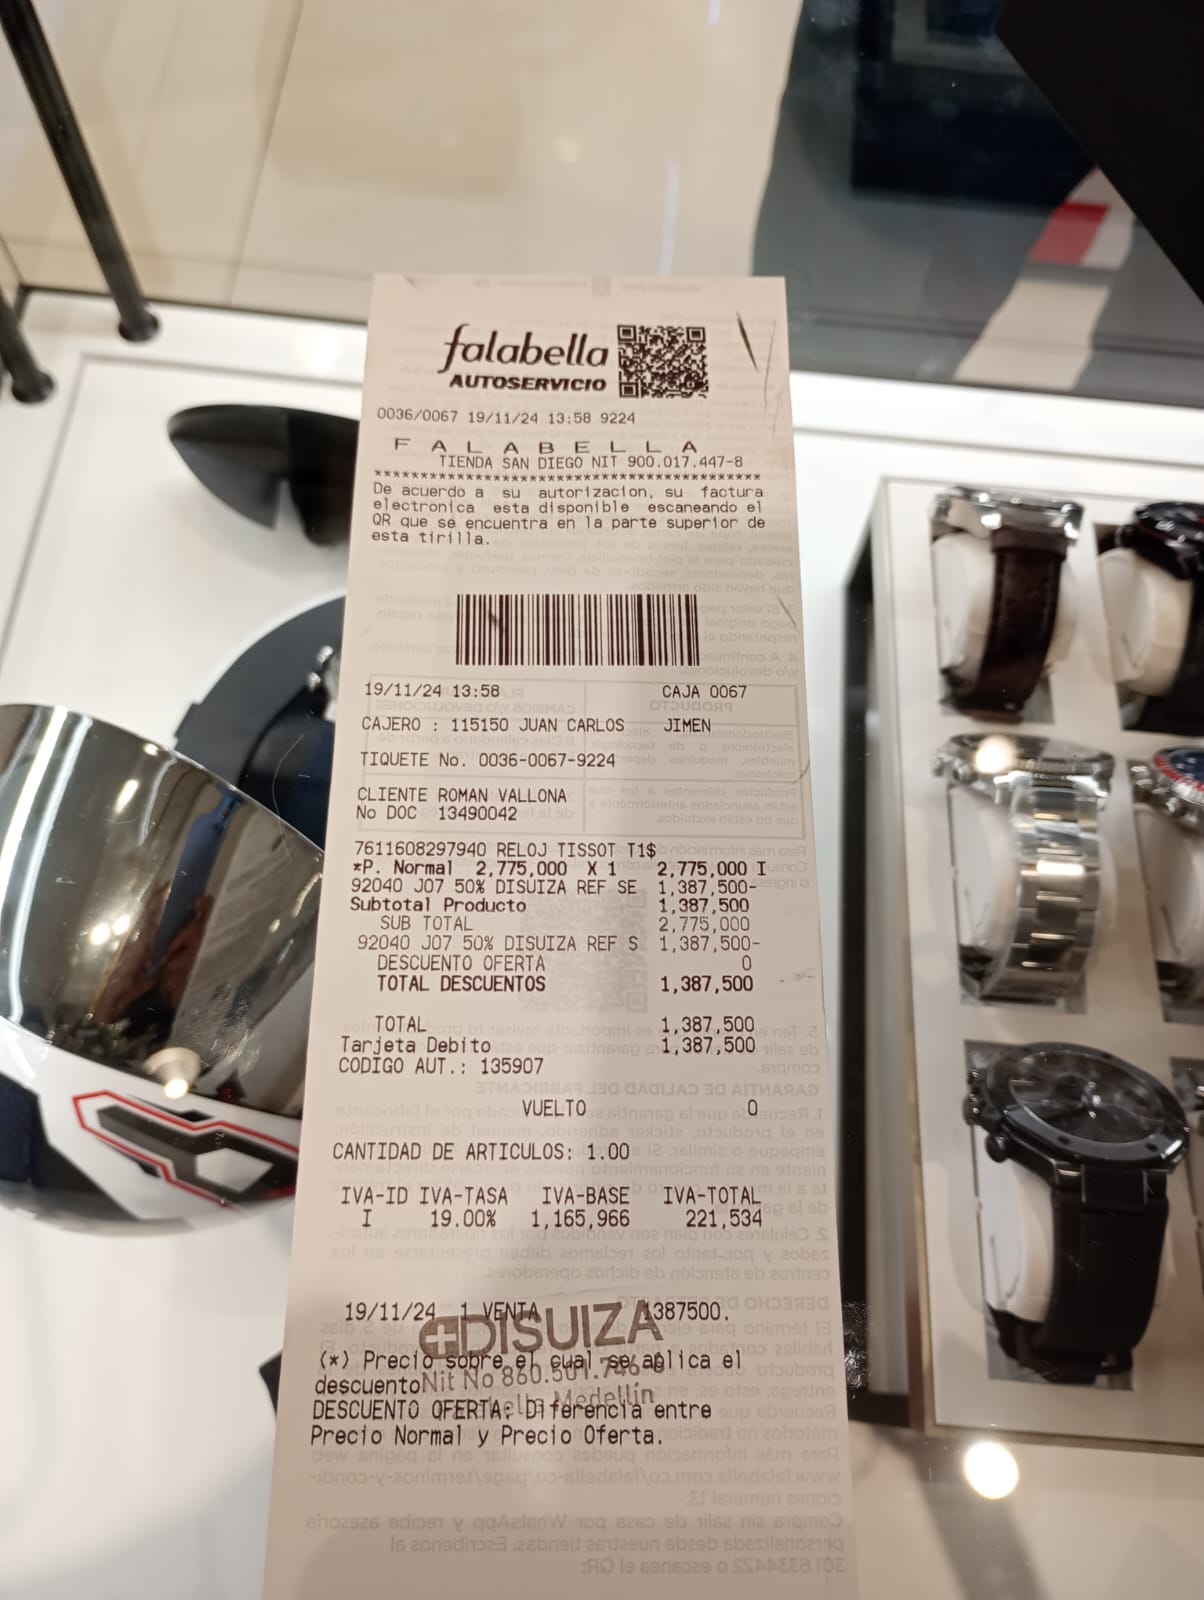 falabella
AUTOSERVICIO
0036/0067 19/11/24 13:58 9224
F A L A B E L L A
TIENDA SAN DIEGO NIT 900.017.447-8
*****************************************************
De acuerdo a su autorizacion, su factura
electronica esta disponible escaneando el
QR que se encuentra en la parte superior de
esta tirilla.
19/11/24 13:58 CAJA 0067
CAJERO : 115150 JUAN CARLOS JIMEN
TIQUETE No. 0036-0067-9224
CLIENTE ROMAN VALLONA
No DOC 13490042
7611608297940 RELOJ TISSOT T1$
*P. Normal 2,775,000 X 1 2,775,000 I
92040 J07 50% DISUIZA REF SE 1,387,500-
Subtotal Producto 1,387,500
SUB TOTAL 2,775,000
92040 J07 50% DISUIZA REF S 1,387,500-
DESCUENTO OFERTA 0
TOTAL DESCUENTOS 1,387,500
TOTAL 1,387,500
Tarjeta Debito 1,387,500
CODIGO AUT.: 135907
VUELTO 0
CANTIDAD DE ARTICULOS: 1.00
IVA-ID IVA-TASA IVA-BASE IVA-TOTAL
I 19.00% 1,165,966 221,534
19/11/24 1 VENTA 1387500.
DISUIZA
(*) Precio sobre el cual se aplica el
descuento
Nit No 860.501.746
Medellin
DESCUENTO OFERTA: Diferencia entre
Precio Normal y Precio Oferta.